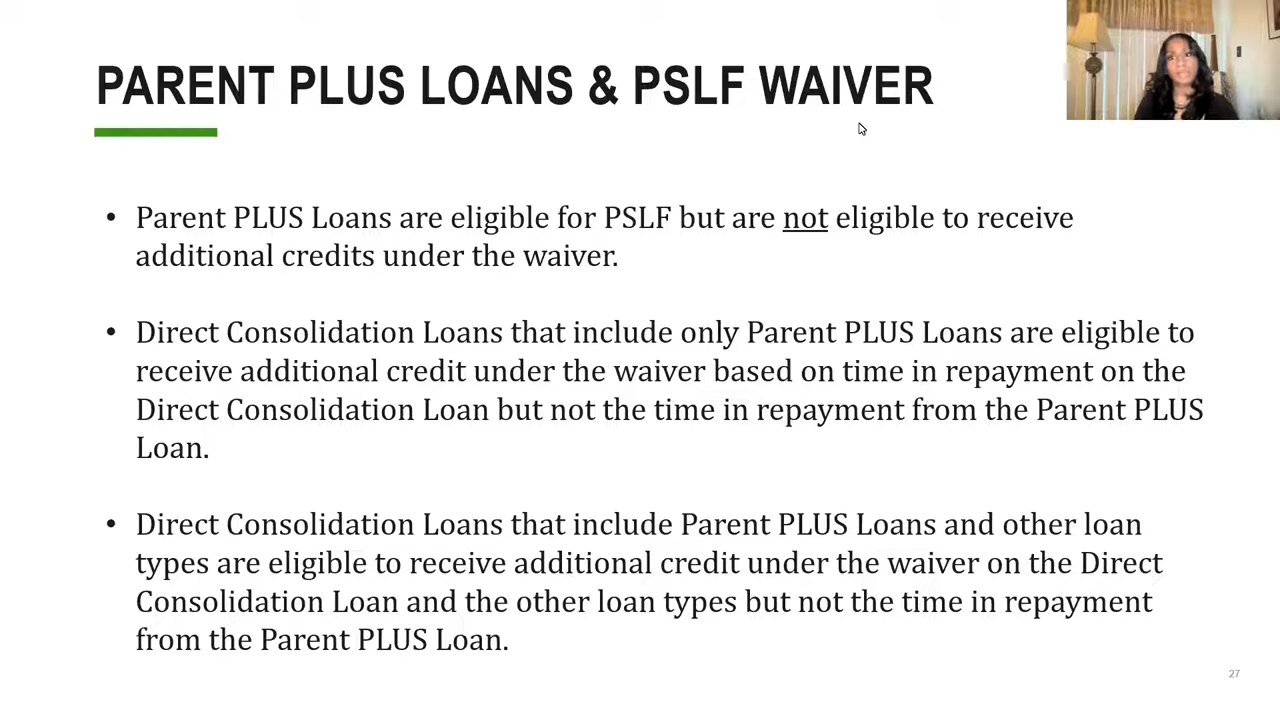 PARENT PLUS LOANS & PSLF WAIVER
• Parent PLUS Loans are eligible for PSLF but are not eligible to receive
additional credits under the waiver.
• Direct Consolidation Loans that include only Parent PLUS Loans are eligible to
receive additional credit under the waiver based on time in repayment on the
Direct Consolidation Loan but not the time in repayment from the Parent PLUS
Loan.
• Direct Consolidation Loans that include Parent PLUS Loans and other loan
types are eligible to receive additional credit under the waiver on the Direct
Consolidation Loan and the other loan types but not the time in repayment
from the Parent PLUS Loan.
27